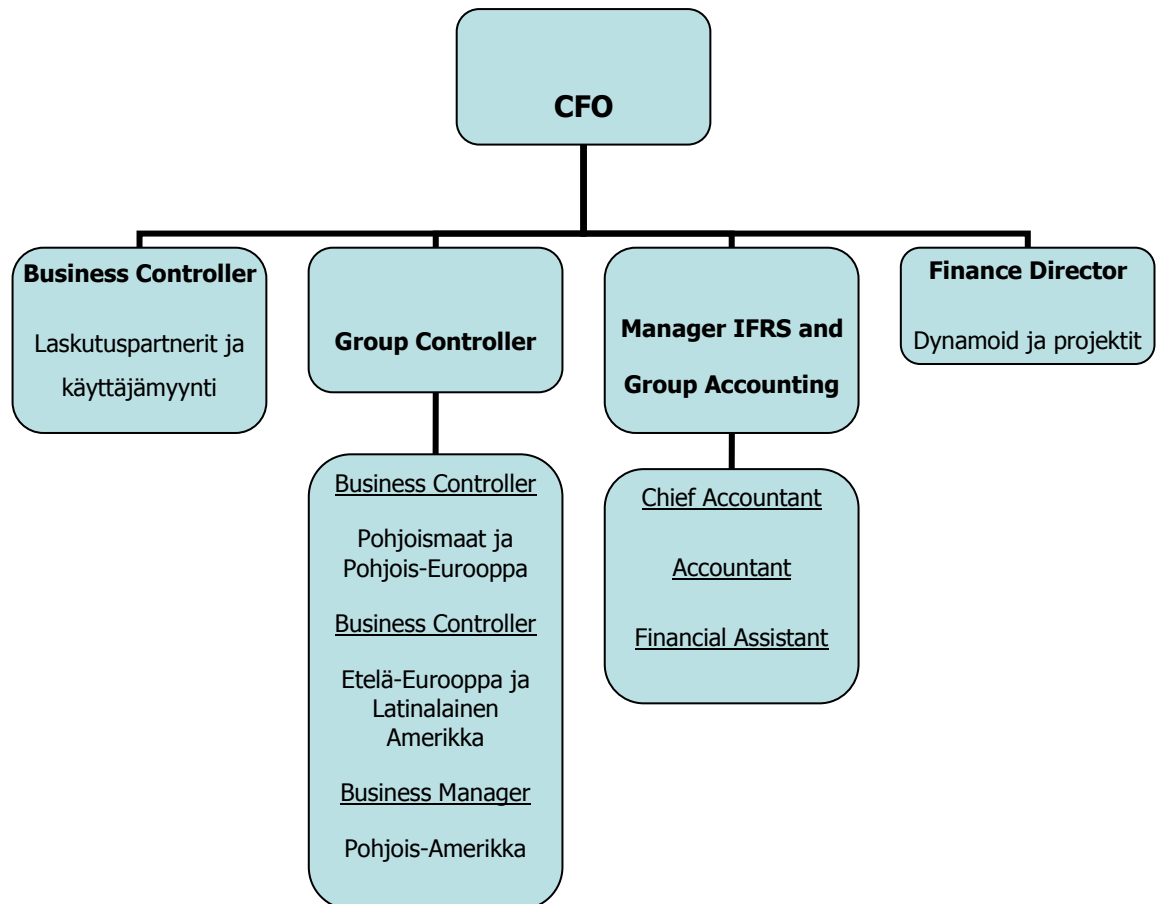 CFO
Business Controller
Laskutuspartnerit ja
käyttäjämyynti
Group Controller
Manager IFRS and
Group Accounting
Finance Director
Dynamoid ja projektit
Business Controller
Pohjoismaat ja
Pohjois-Eurooppa
Business Controller
Etelä-Eurooppa ja
Latinalainen
Amerikka
Business Manager
Pohjois-Amerikka
Chief Accountant
Accountant
Financial Assistant